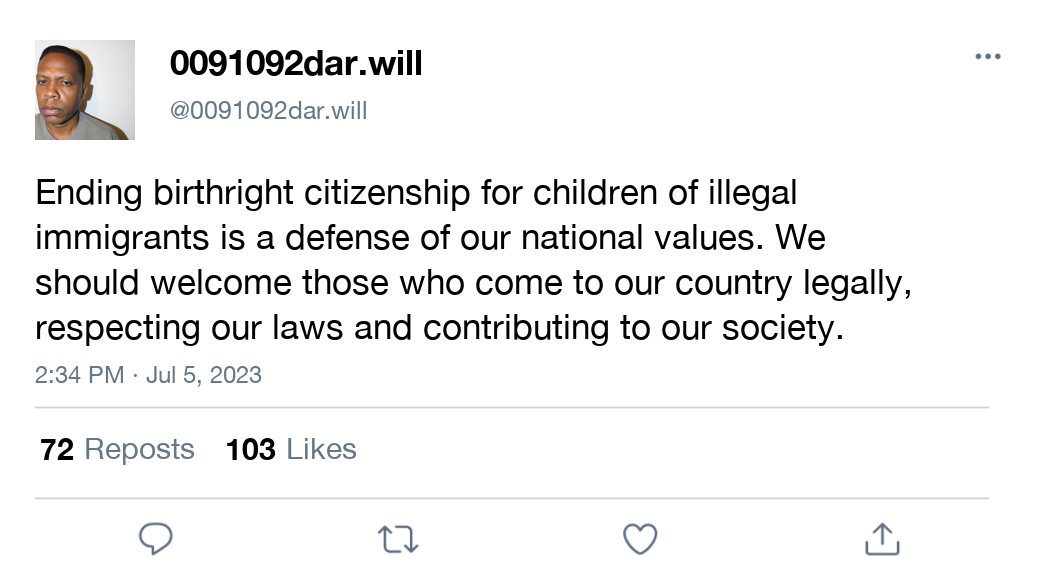 0091092dar.will
@0091092dar.will
Ending birthright citizenship for children of illegal
immigrants is a defense of our national values. We
should welcome those who come to our country legally,
respecting our laws and contributing to our society.
2:34 PM · Jul 5, 2023
72 Reposts 103 Likes